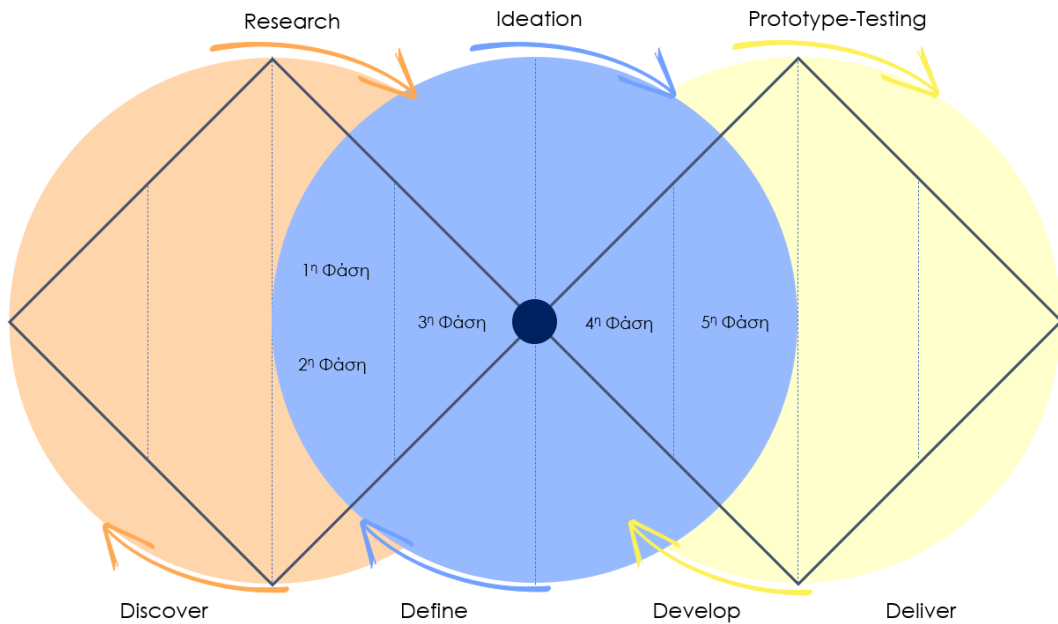 Research
Ideation
Prototype-Testing
1η Φάση
3η Φάση
4η Φάση
5η Φάση
2η Φάση
Discover
Define
Develop
Deliver